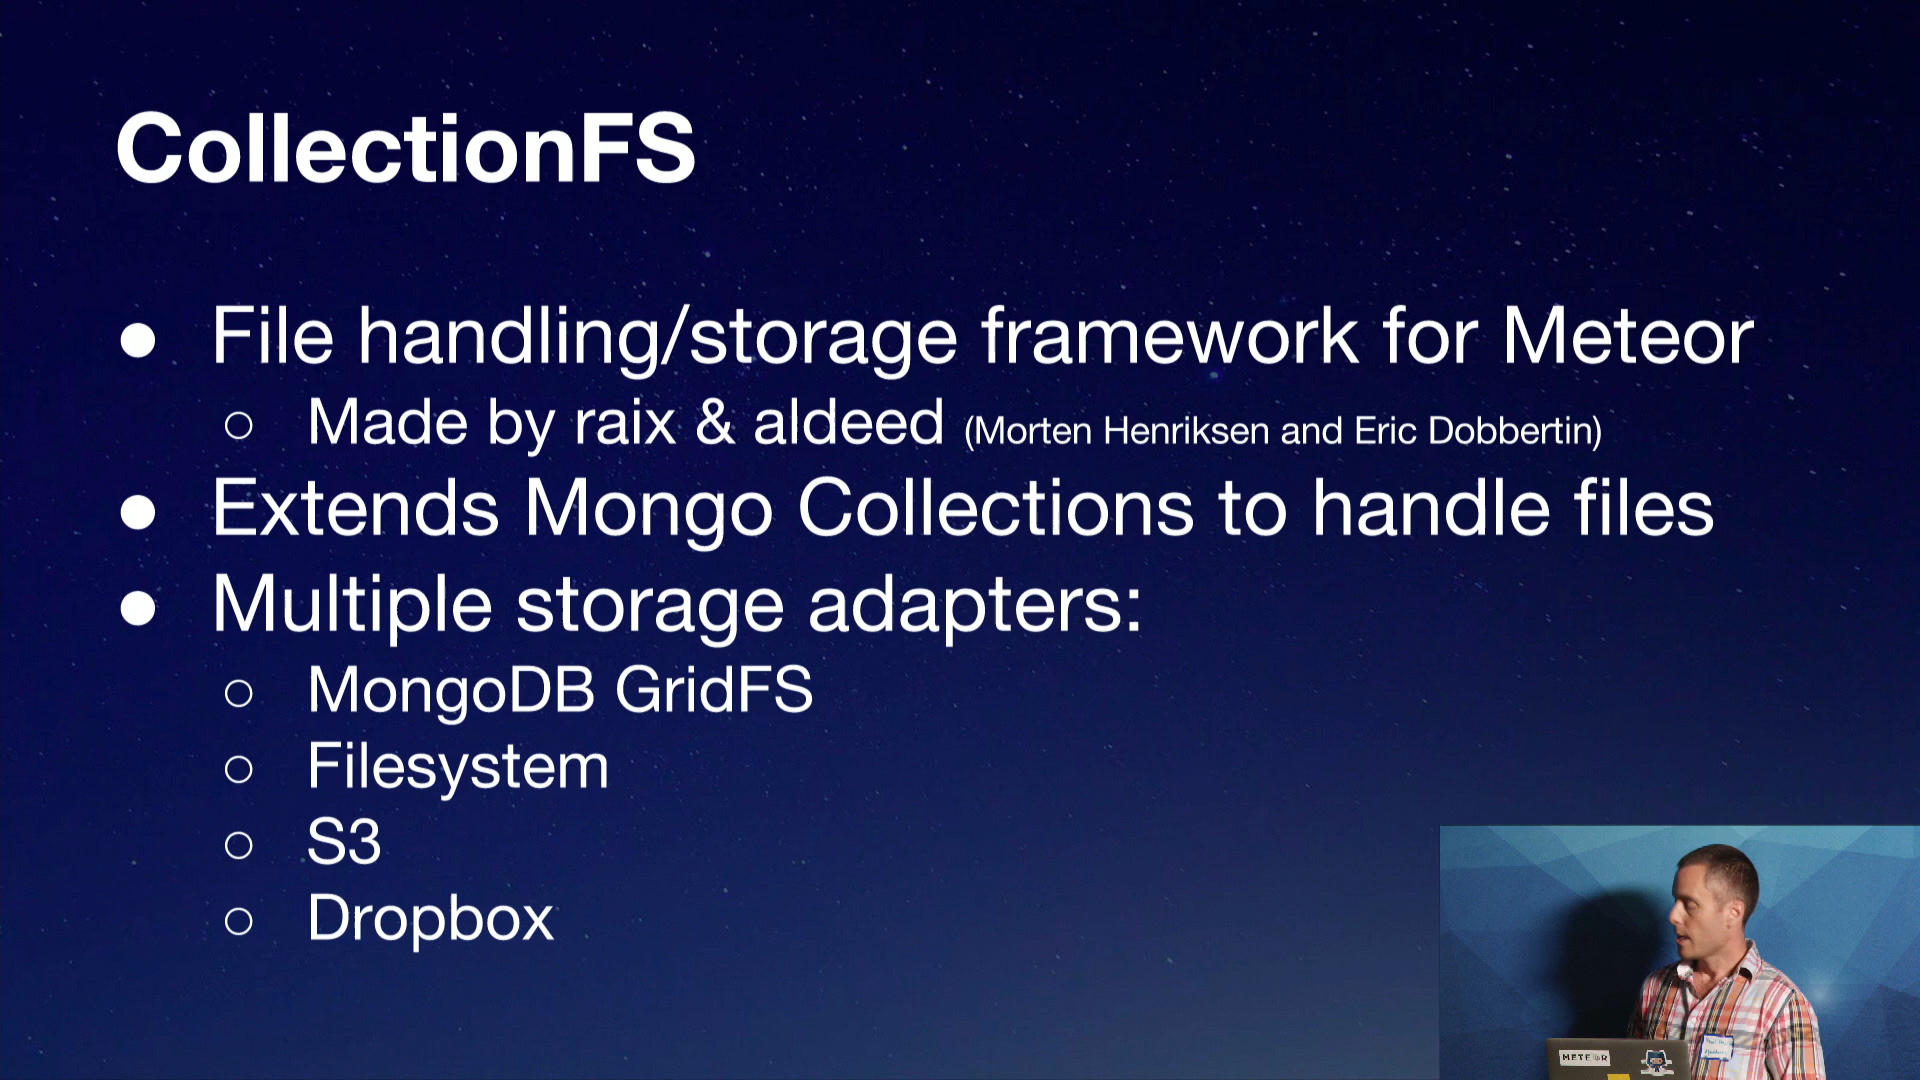 CollectionFS
● File handling/storage framework for Meteor
○ Made by raix & aldeed (Morten Henriksen and Eric Dobbertin)
● Extends Mongo Collections to handle files
● Multiple storage adapters:
○ MongoDB GridFS
○ Filesystem
○ S3
○ Dropbox
METEOR